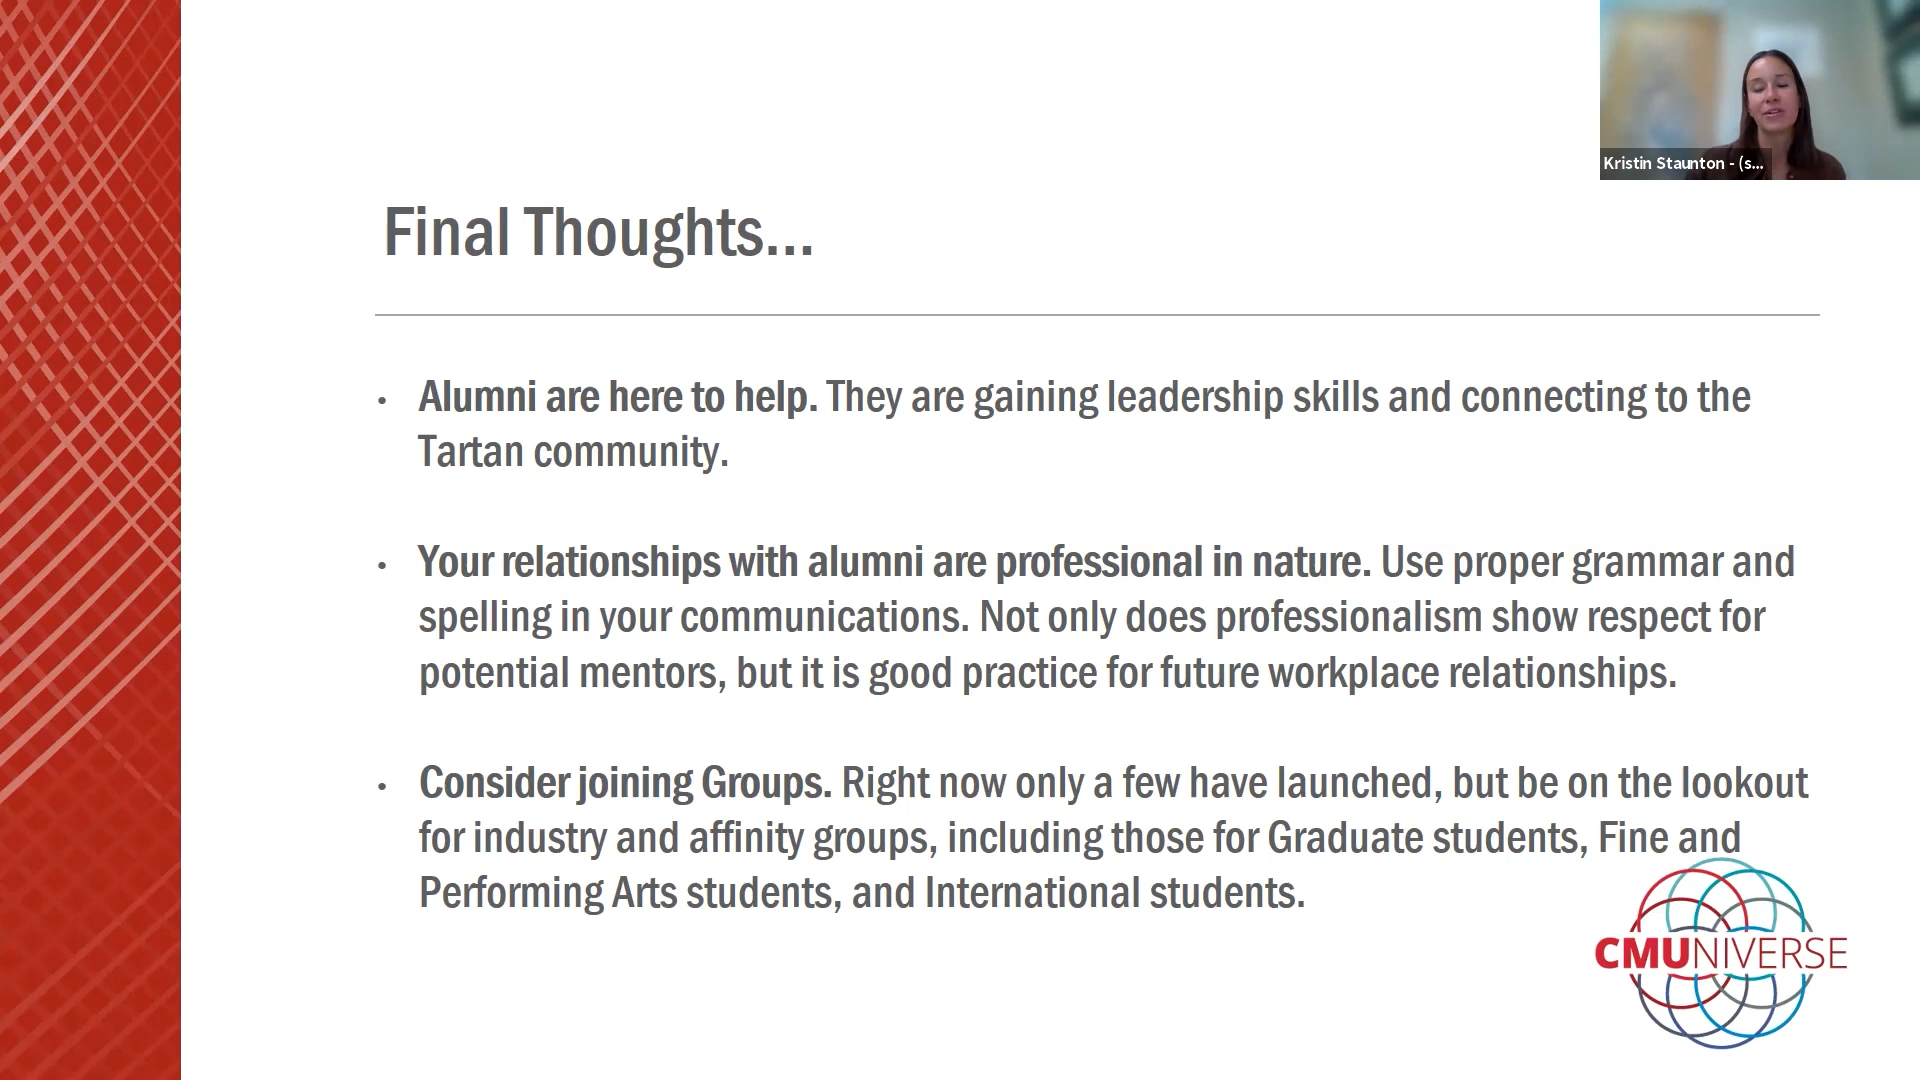 Kristin Staunton - (s...
Final Thoughts...
• Alumni are here to help. They are gaining leadership skills and connecting to the
Tartan community.
• Your relationships with alumni are professional in nature. Use proper grammar and
spelling in your communications. Not only does professionalism show respect for
potential mentors, but it is good practice for future workplace relationships.
• Consider joining Groups. Right now only a few have launched, but be on the lookout
for industry and affinity groups, including those for Graduate students, Fine and
Performing Arts students, and International students.
CMUNIVERSE